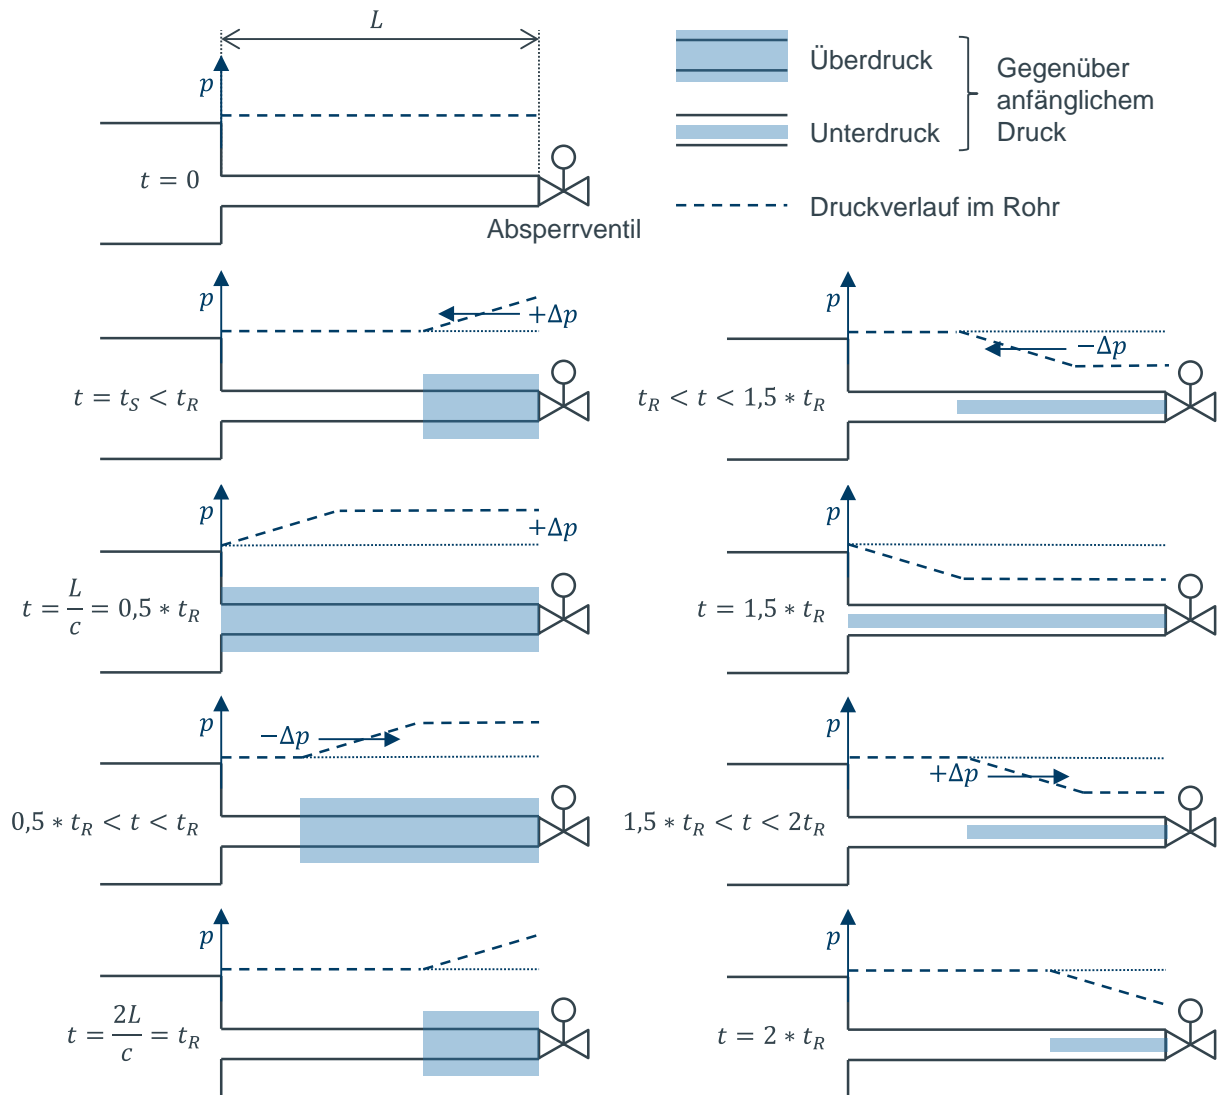 L
p
t = 0
Absperrventil
Überdruck
Unterdruck
Gegenüber
anfänglichem
Druck
Druckverlauf im Rohr
p
+Δp
t = t_S < t_R
p
+Δp
t = L/c = 0,5 * t_R
p
−Δp
0,5 * t_R < t < t_R
p
t = 2L/c = t_R
p
−Δp
t_R < t < 1,5 * t_R
p
t = 1,5 * t_R
p
+Δp
1,5 * t_R < t < 2t_R
p
t = 2 * t_R